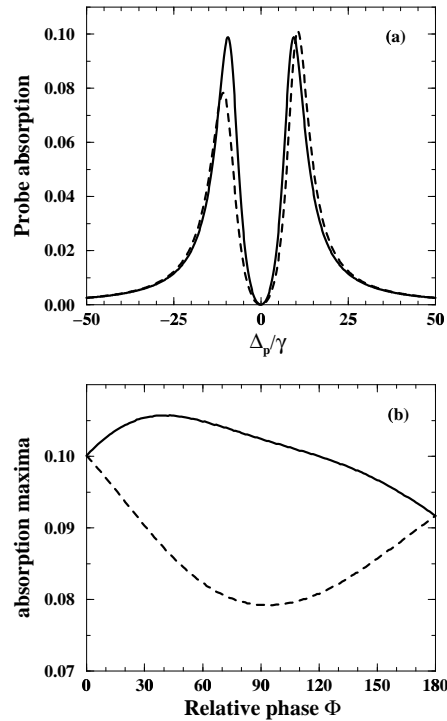 (a)
Probe absorption
0.10
0.08
0.06
0.04
0.02
0.00
−50 −25 0 25 50
Δp/γ
(b)
absorption maxima
0.10
0.09
0.08
0.07
0 30 60 90 120 150 180
Relative phase Φ